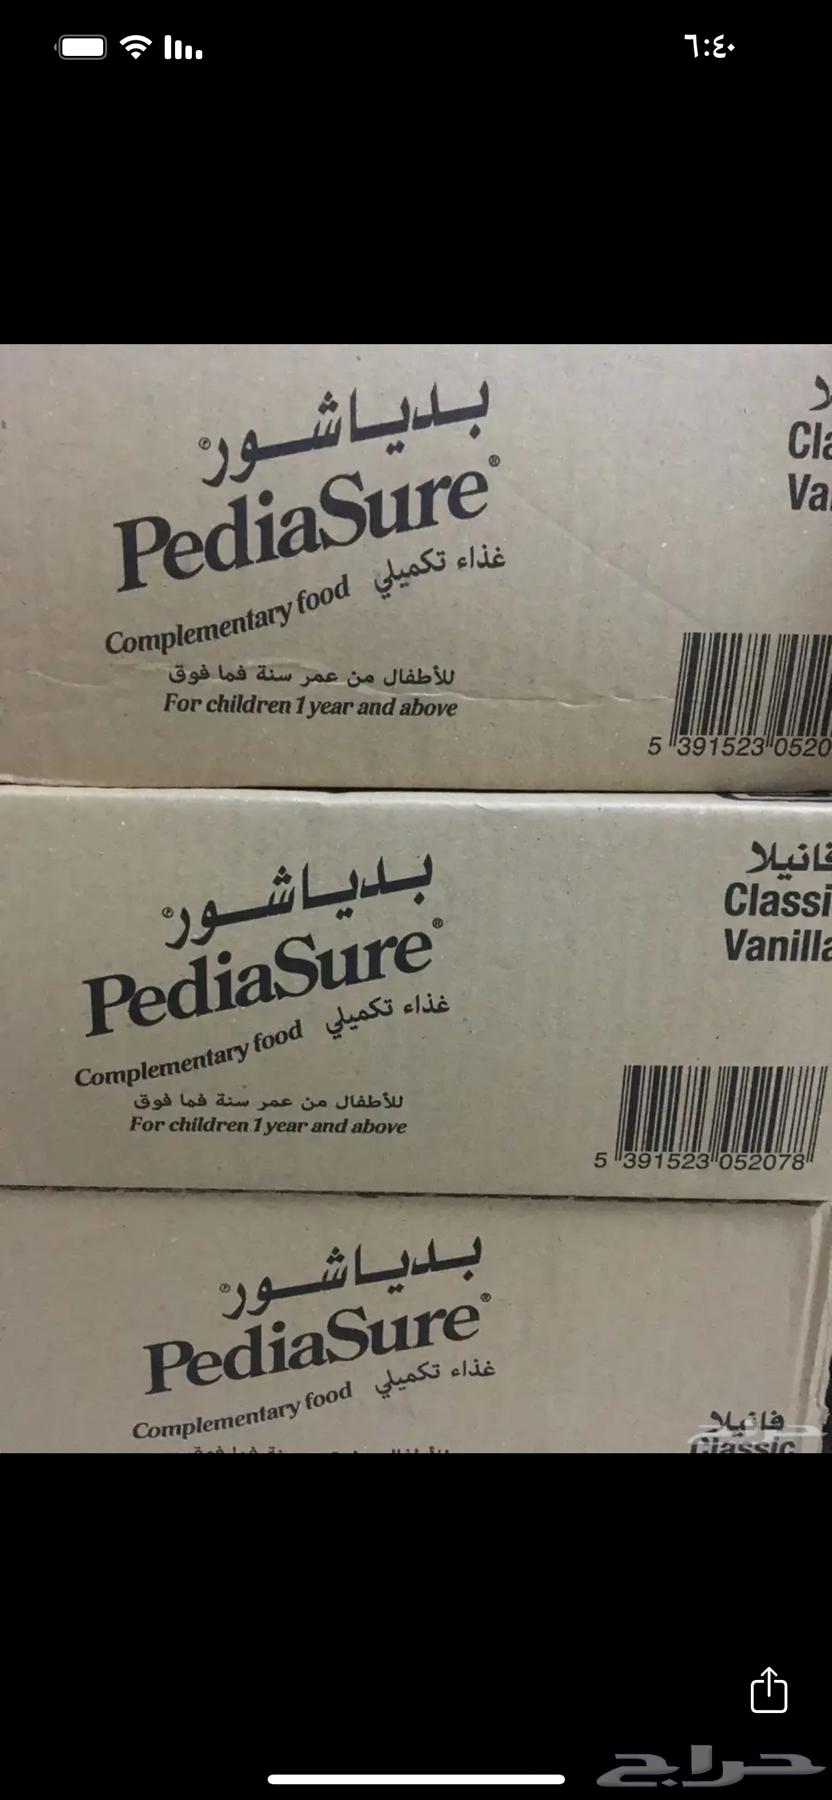 ٦:٤٠
بدياشور
PediaSure®
Complementary food غذاء تكميلي
للأطفال من عمر سنة فما فوق
For children 1 year and above
Cla
Va
5 391523 0520
بدياشور
PediaSure®
Complementary food غذاء تكميلي
للأطفال من عمر سنة فما فوق
For children 1 year and above
فانيلا
Classi
Vanilla
5 391523 052078
بدياشور
PediaSure®
Complementary food غذاء تكميلي
فانيلا
Classic
حراج
حراج